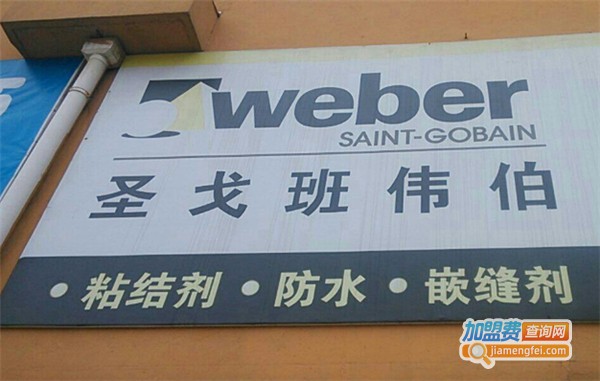 weber
SAINT-GOBAIN
圣戈班伟伯
•粘结剂•防水•嵌缝剂
加盟费查询网
jiamengfei.com